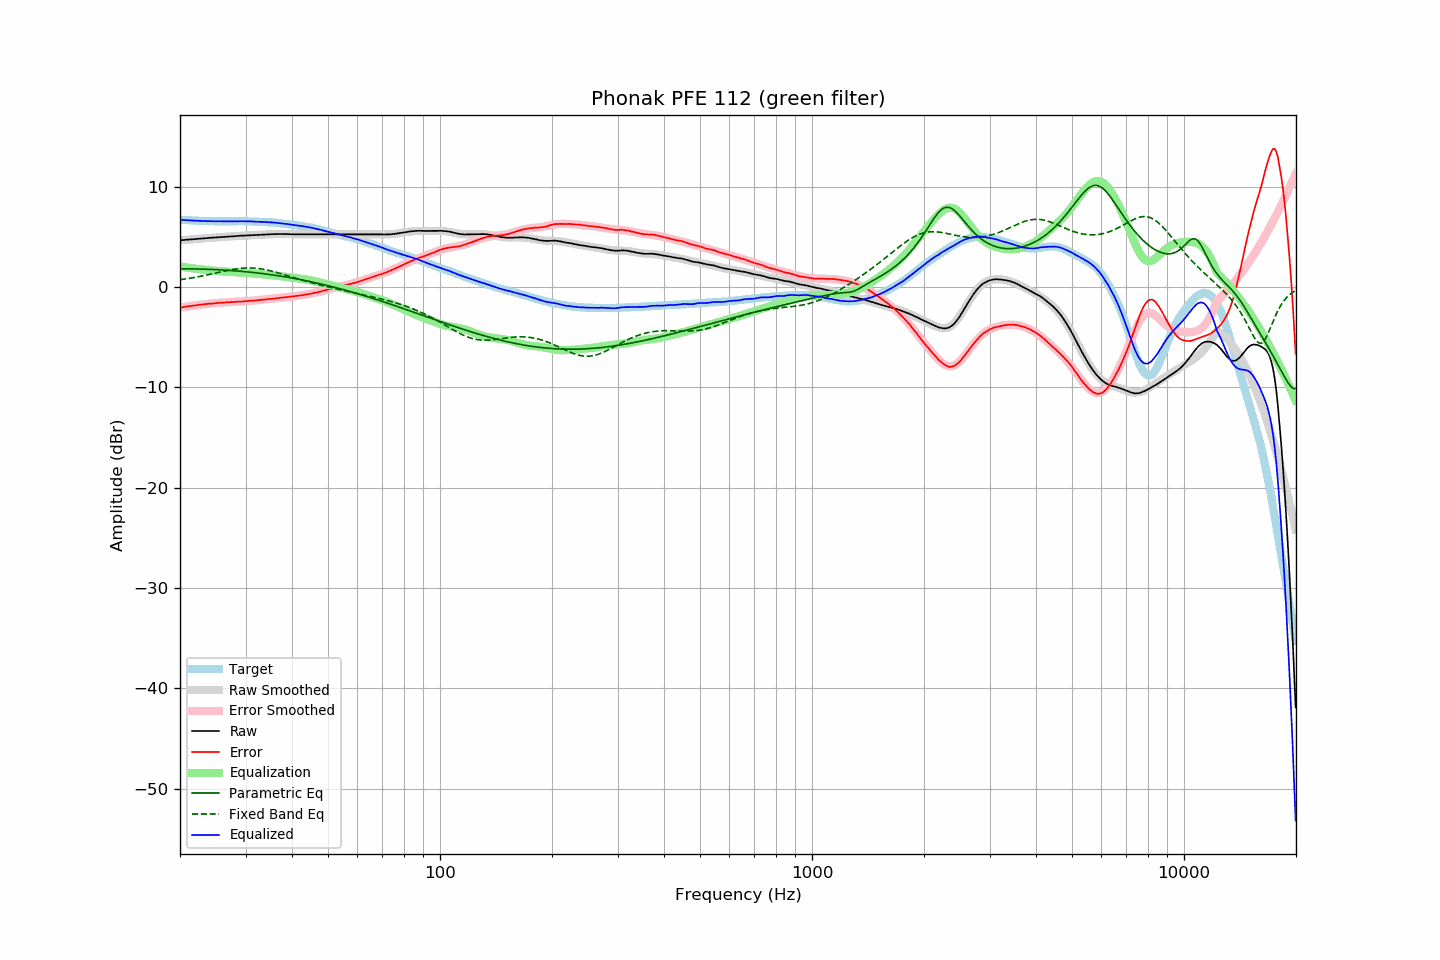 Phonak PFE 112 (green filter)
Amplitude (dBr)
10
0
−10
−20
−30
−40
−50
Target
Raw Smoothed
Error Smoothed
Raw
Error
Equalization
Parametric Eq
Fixed Band Eq
Equalized
100
1000
10000
Frequency (Hz)